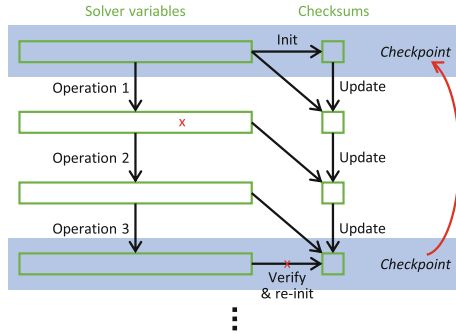 Solver variables Checksums
Init
Checkpoint
Operation 1 Update
x
Operation 2 Update
Operation 3 Update
x
Checkpoint
Verify
& re-init